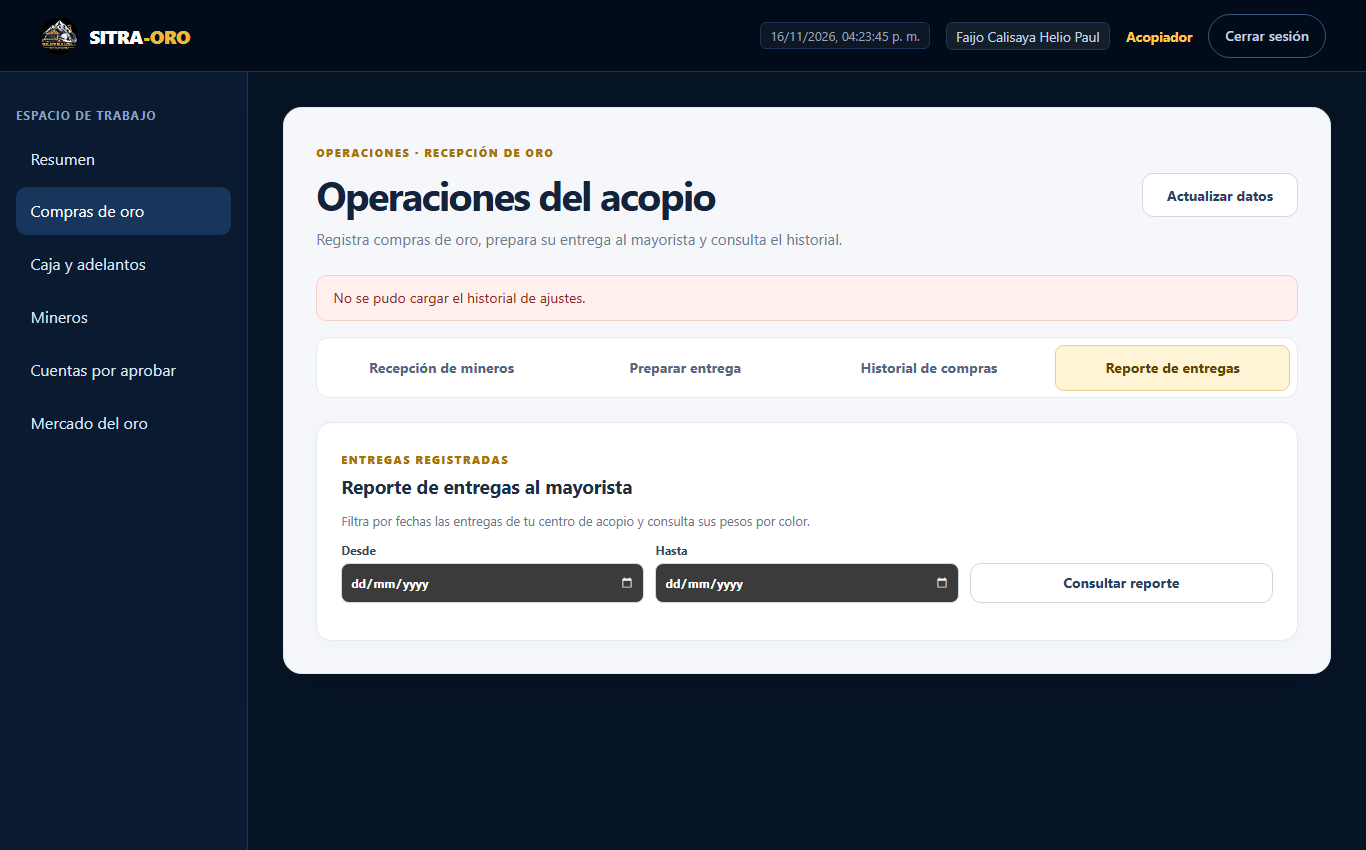 SITRA-ORO
16/11/2026, 04:23:45 p. m.
Faijo Calisaya Helio Paul
Acopiador
Cerrar sesión
ESPACIO DE TRABAJO
Resumen
Compras de oro
Caja y adelantos
Mineros
Cuentas por aprobar
Mercado del oro
OPERACIONES · RECEPCIÓN DE ORO
Operaciones del acopio
Actualizar datos
Registra compras de oro, prepara su entrega al mayorista y consulta el historial.
No se pudo cargar el historial de ajustes.
Recepción de mineros
Preparar entrega
Historial de compras
Reporte de entregas
ENTREGAS REGISTRADAS
Reporte de entregas al mayorista
Filtra por fechas las entregas de tu centro de acopio y consulta sus pesos por color.
Desde
Hasta
dd/mm/yyyy
dd/mm/yyyy
Consultar reporte